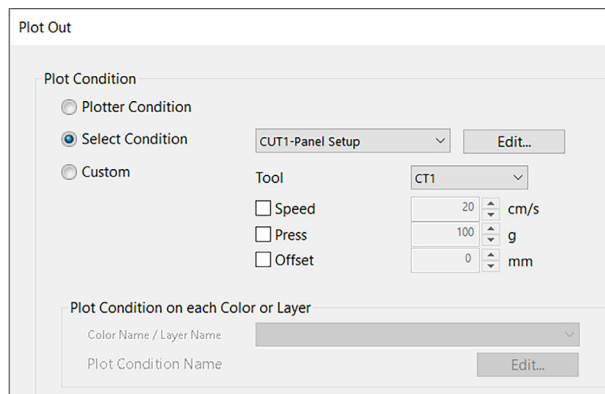 Plot Out
Plot Condition
Plotter Condition
Select Condition CUT1-Panel Setup Edit...
Custom Tool CT1
Speed 20 cm/s
Press 100 g
Offset 0 mm
Plot Condition on each Color or Layer
Color Name / Layer Name
Plot Condition Name Edit...